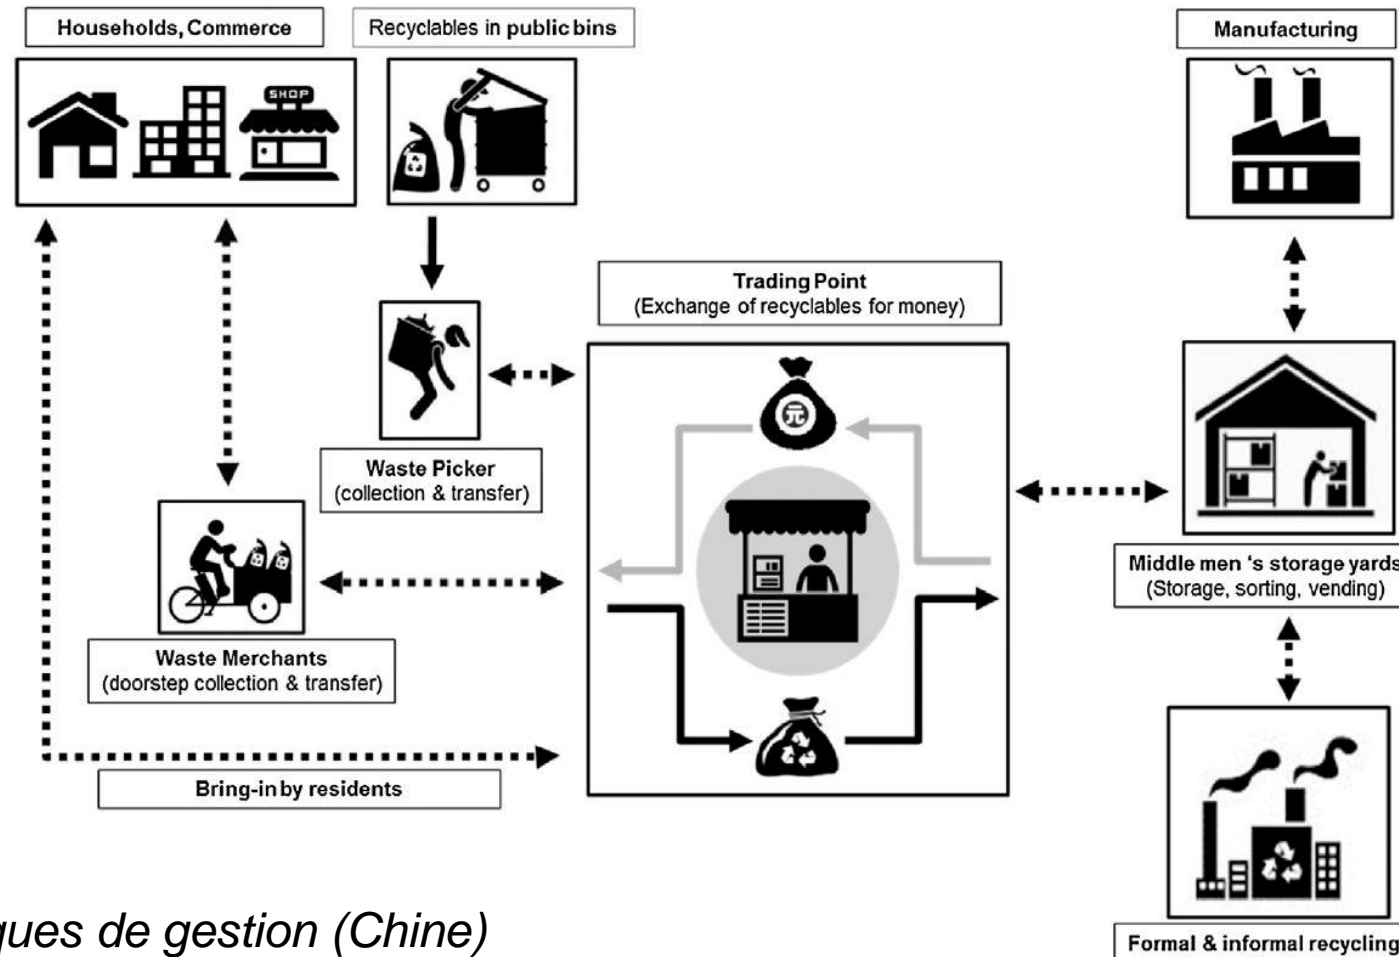 Households, Commerce
Recyclables in public bins
Manufacturing
SHOP
Trading Point
(Exchange of recyclables for money)
元
Waste Picker
(collection & transfer)
Waste Merchants
(doorstep collection & transfer)
Middle men 's storage yards
(Storage, sorting, vending)
Bring-in by residents
de gestion (Chine)
Formal & informal recycling